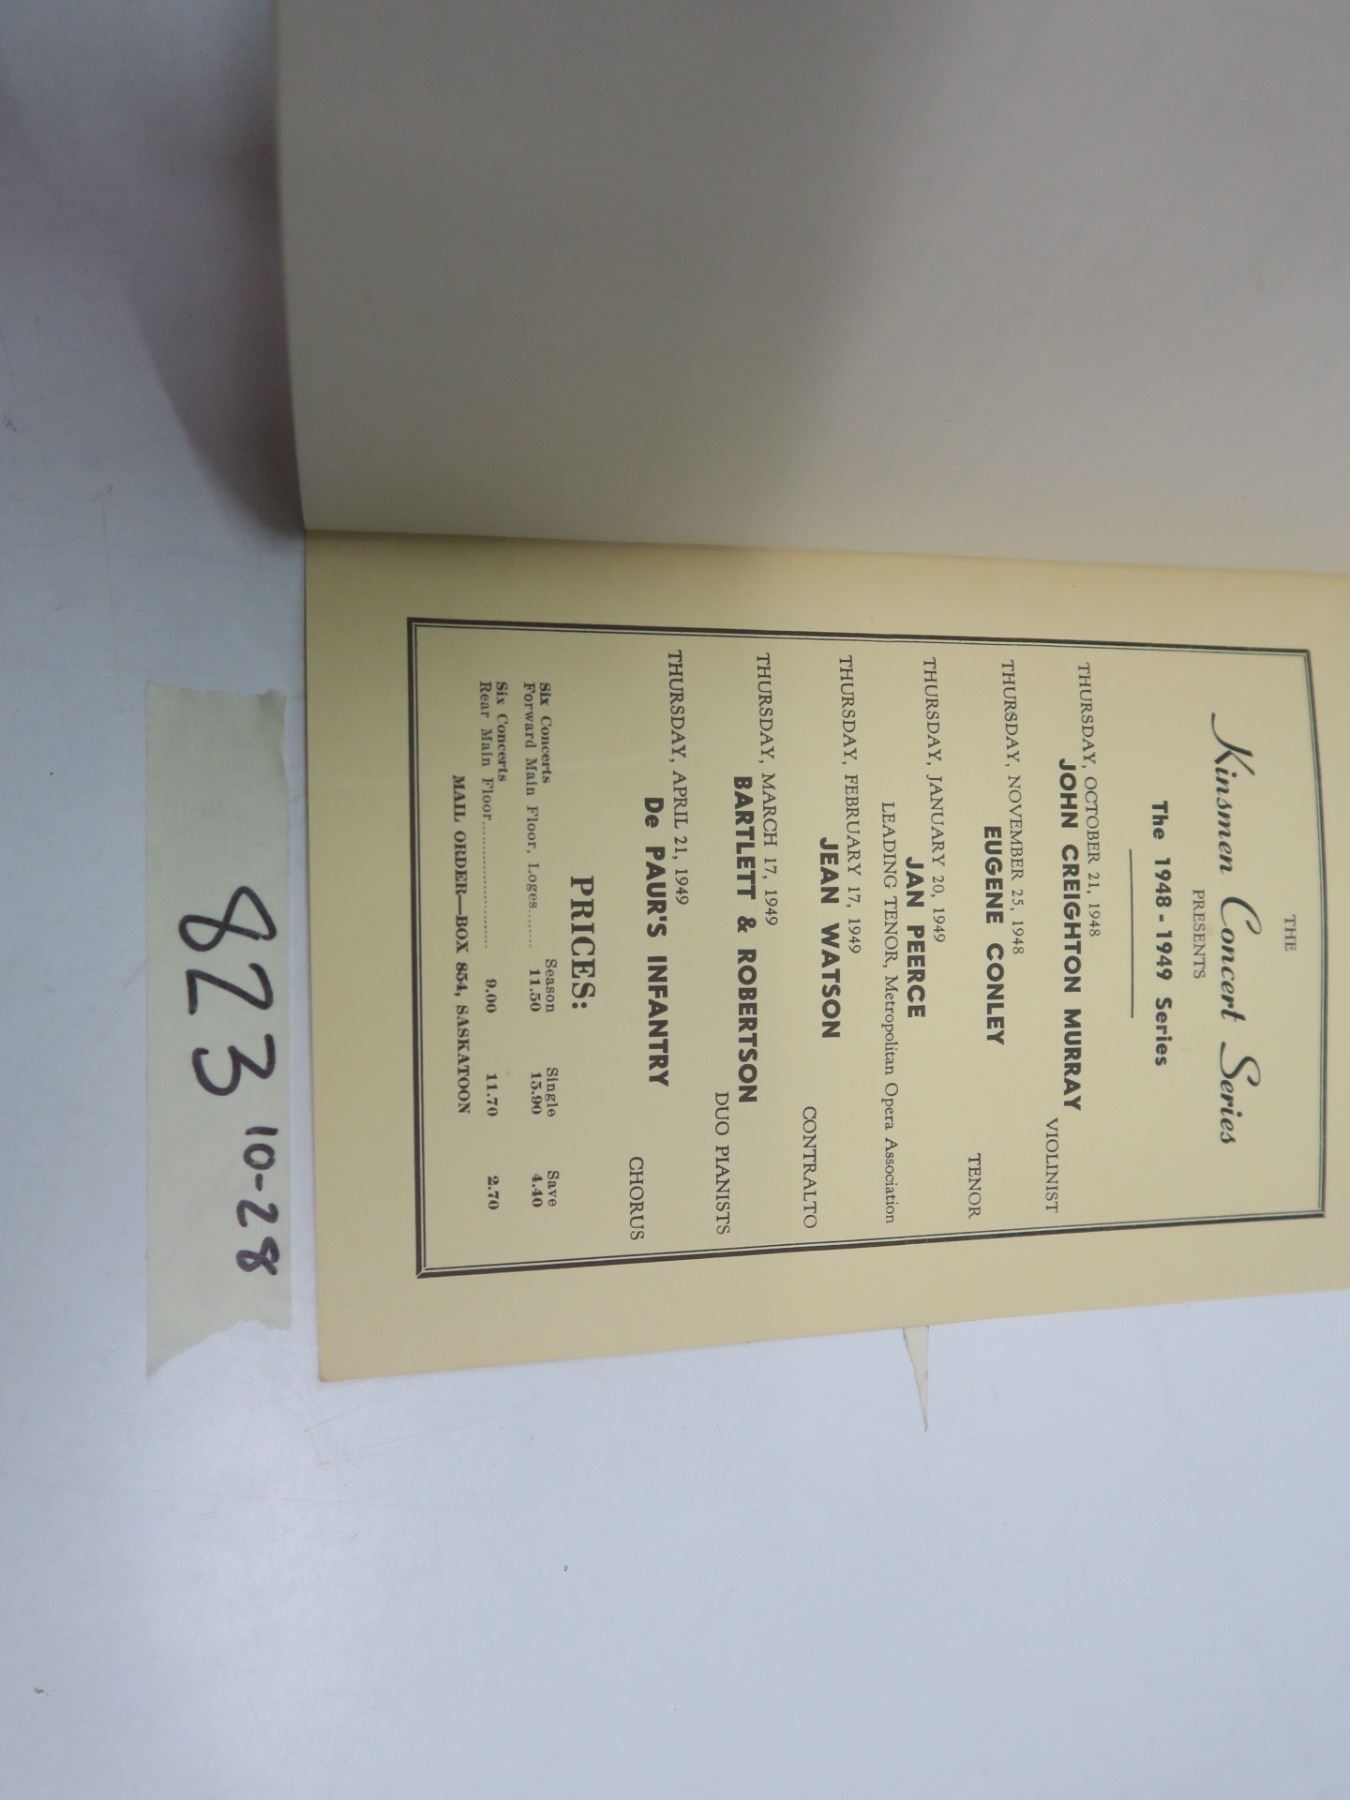 THE
Kinsmen Concert Series
PRESENTS
The 1948-1949 Series
THURSDAY, OCTOBER 21, 1948
JOHN CREIGHTON MURRAY
VIOLINIST
THURSDAY, NOVEMBER 25, 1948
EUGENE CONLEY
TENOR
THURSDAY, JANUARY 20, 1949
JAN PEERCE
LEADING TENOR, Metropolitan Opera Association
THURSDAY, FEBRUARY 17, 1949
JEAN WATSON
CONTRALTO
THURSDAY, MARCH 17, 1949
BARTLETT & ROBERTSON
DUO PIANISTS
THURSDAY, APRIL 21, 1949
De PAUR'S INFANTRY
CHORUS
PRICES:
Six Concerts Season Single Save
Forward Main Floor, Loges........ 11.50 15.90 4.40
Six Concerts
Rear Main Floor........................ 9.00 11.70 2.70
MAIL ORDER—BOX 854, SASKATOON
823 10-28